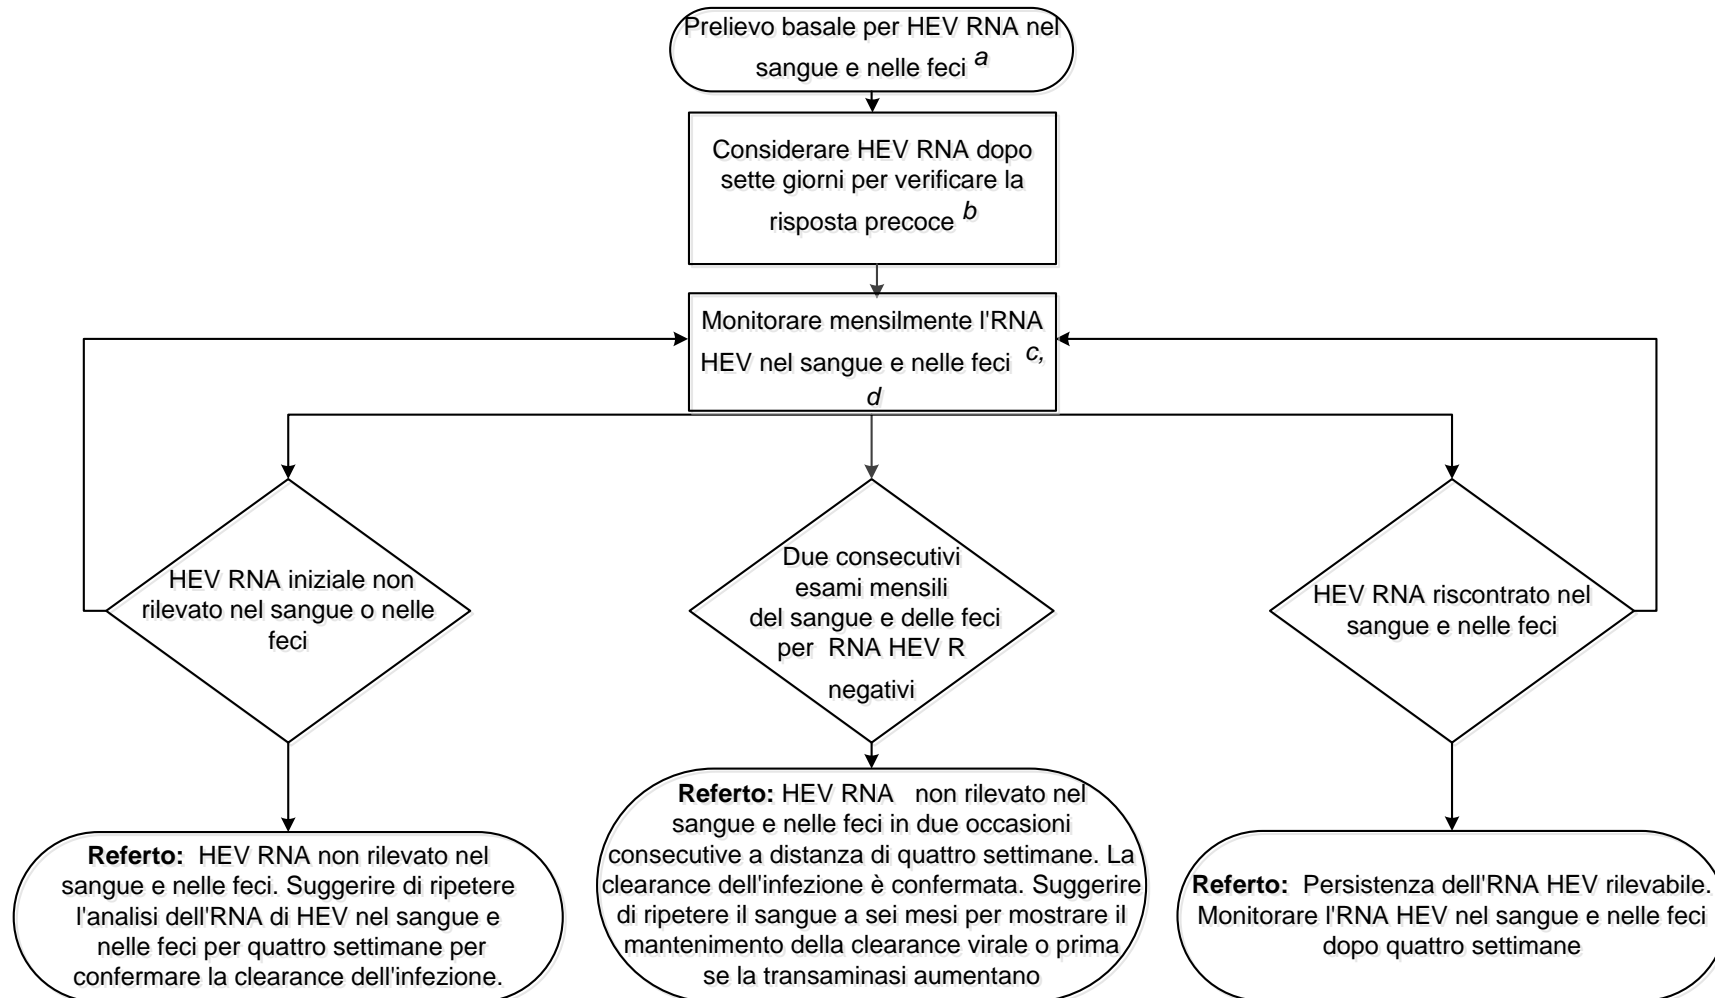 Prelievo basale per HEV RNA nel
sangue e nelle feci a
Considerare HEV RNA dopo
sette giorni per verificare la
risposta precoce b
Monitorare mensilmente l'RNA
HEV nel sangue e nelle feci c,
d
HEV RNA iniziale non
rilevato nel sangue o nelle
feci
Due consecutivi
esami mensili
del sangue e delle feci
per RNA HEV R
negativi
HEV RNA riscontrato nel
sangue e nelle feci
Referto: HEV RNA non rilevato nel
sangue e nelle feci. Suggerire di ripetere
l'analisi dell'RNA di HEV nel sangue e
nelle feci per quattro settimane per
confermare la clearance dell'infezione.
Referto: HEV RNA non rilevato nel
sangue e nelle feci in due occasioni
consecutive a distanza di quattro settimane. La
clearance dell'infezione è confermata. Suggerire
di ripetere il sangue a sei mesi per mostrare il
mantenimento della clearance virale o prima
se la transaminasi aumentano
Referto: Persistenza dell'RNA HEV rilevabile.
Monitorare l'RNA HEV nel sangue e nelle feci
dopo quattro settimane